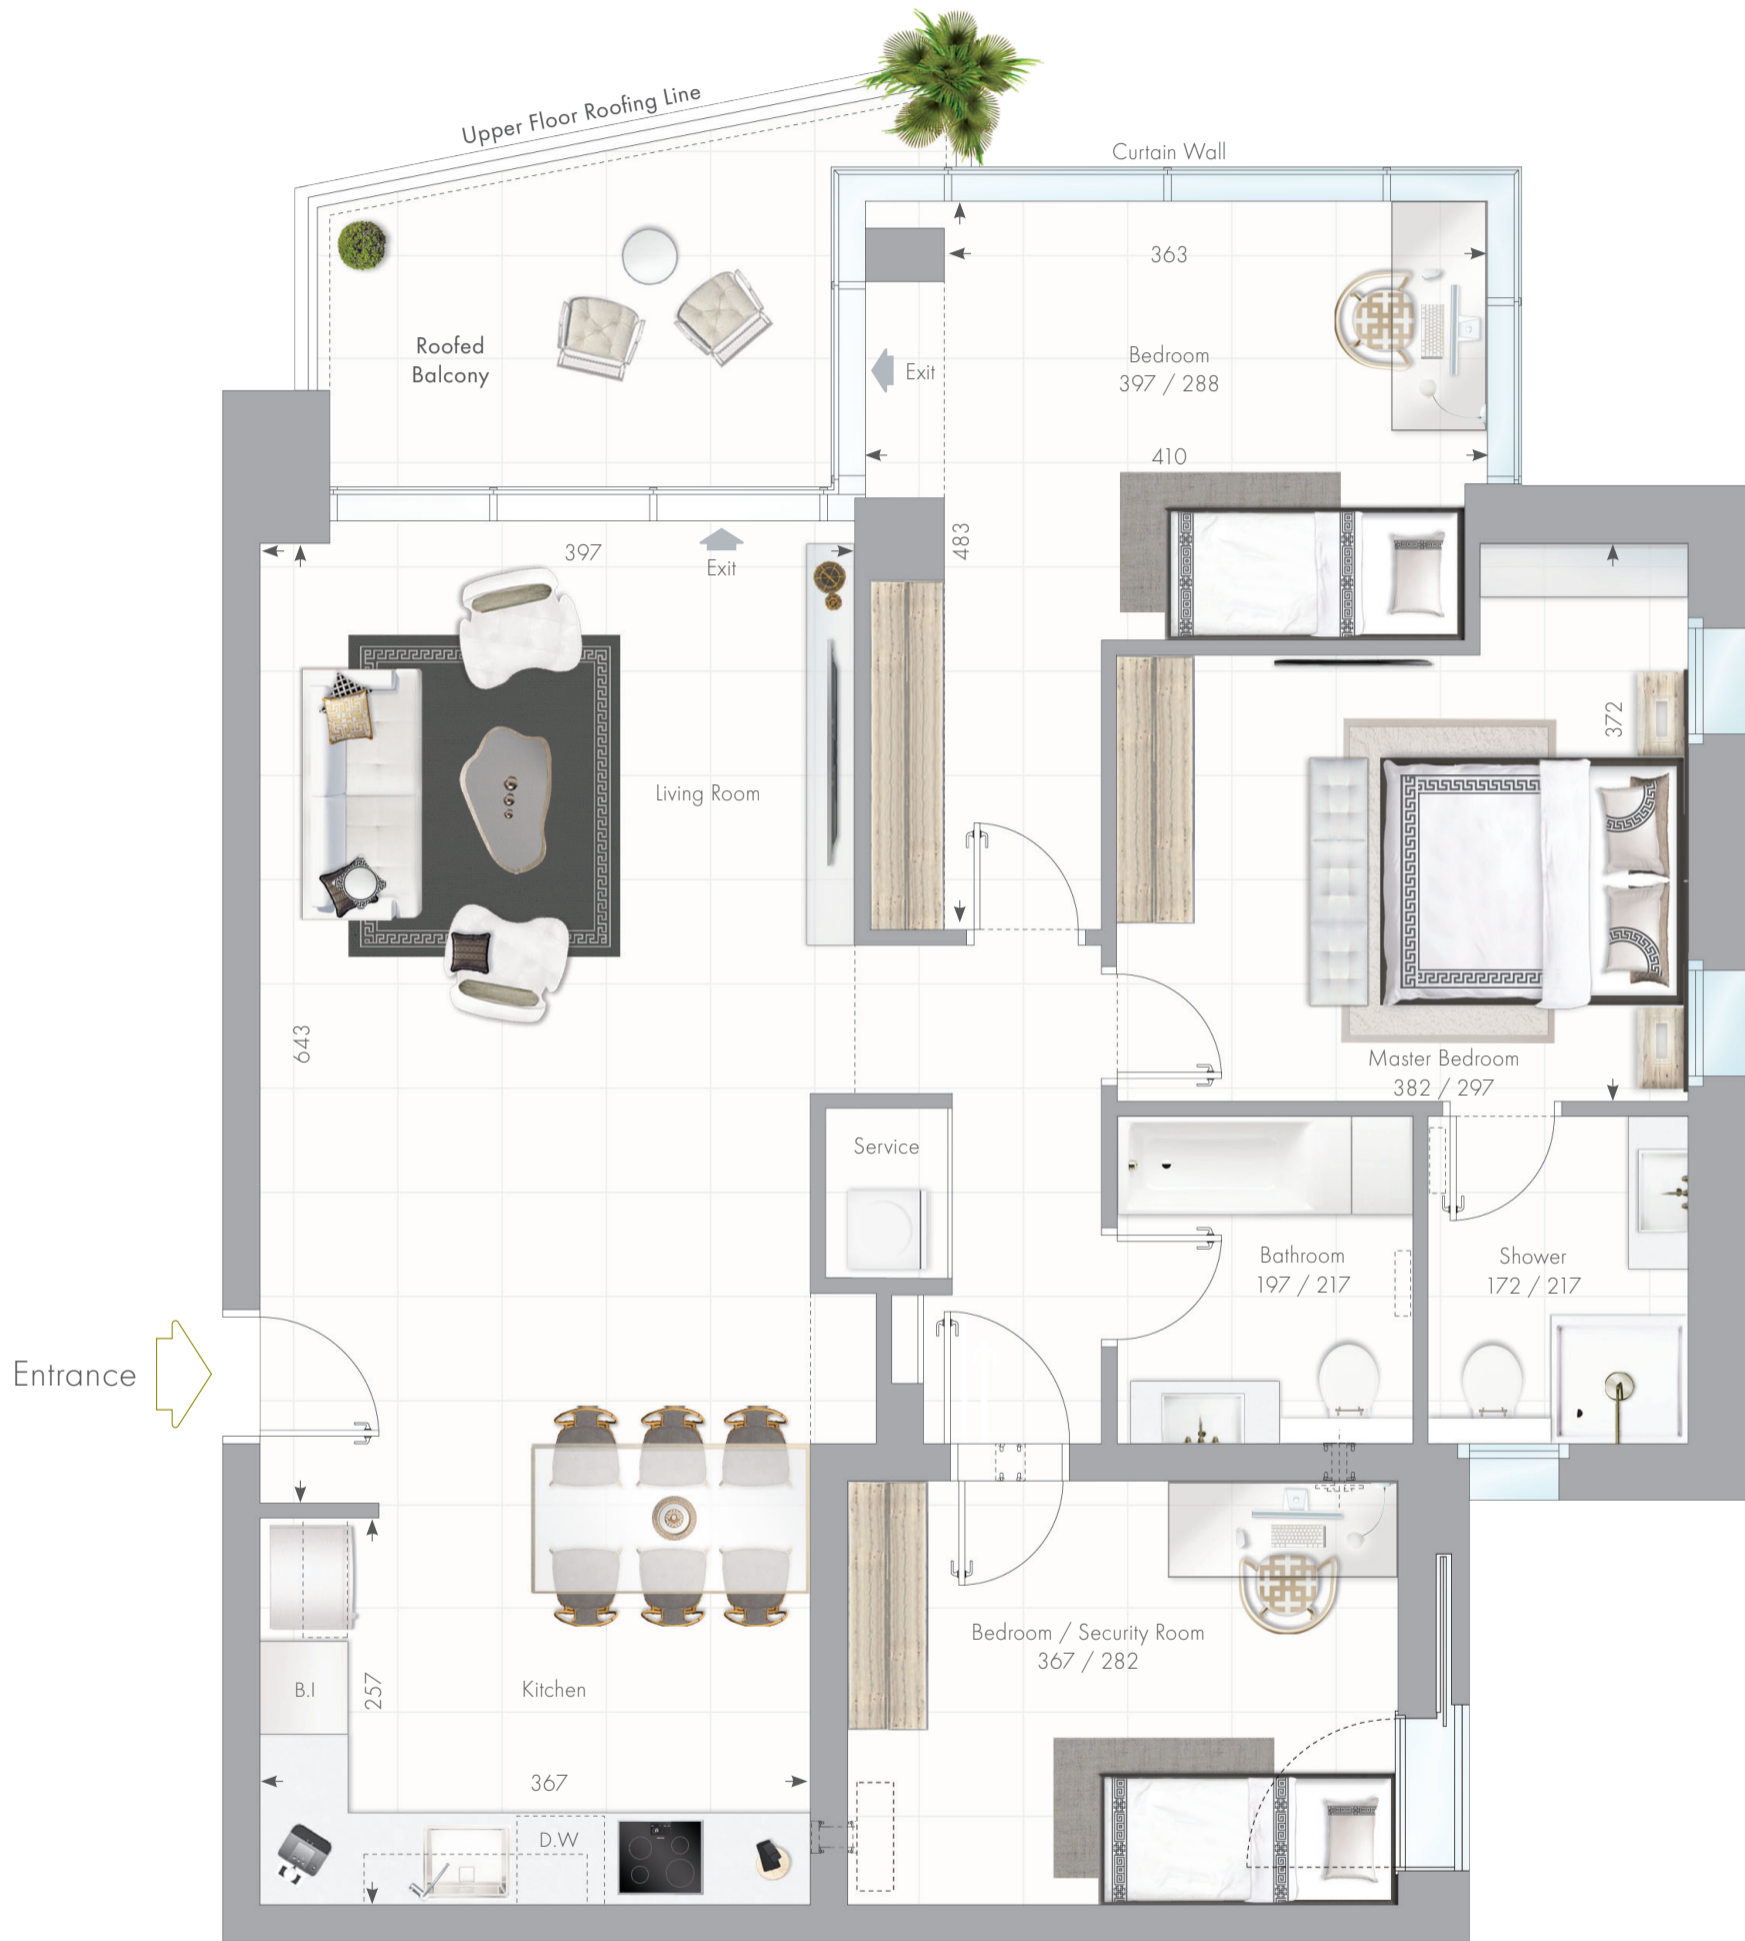 Upper Floor Roofing Line
Curtain Wall
363
Roofed
Balcony
Exit
Bedroom
397 / 288
410
397
Exit
483
372
Living Room
643
Master Bedroom
382 / 297
Service
Bathroom
197 / 217
Shower
172 / 217
Entrance
Bedroom / Security Room
367 / 282
B.I
257
Kitchen
367
D.W